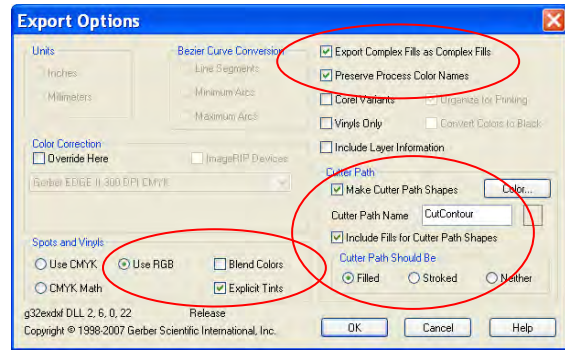 Export Options
Units
Inches
Millimeters
Bezier Curve Conversion
Line Segments
Minimum Arcs
Maximum Arcs
Export Complex Fills as Complex Fills
Preserve Process Color Names
Corel Variants
Organize for Printing
Vinyls Only
Convert Colors to Black
Include Layer Information
Color Correction
Override Here
ImageRIP Devices
Gerber EDGE II 300 DPI CMYK
Cutter Path
Make Cutter Path Shapes
Color...
Cutter Path Name
CutContour
Include Fills for Cutter Path Shapes
Cutter Path Should Be
Filled
Stroked
Neither
Spots and Vinyls
Use CMYK
Use RGB
Blend Colors
CMYK Math
Explicit Tints
g32exdxf DLL 2, 6, 0, 22 Release
Copyright © 1998-2007 Gerber Scientific International, Inc.
OK
Cancel
Help